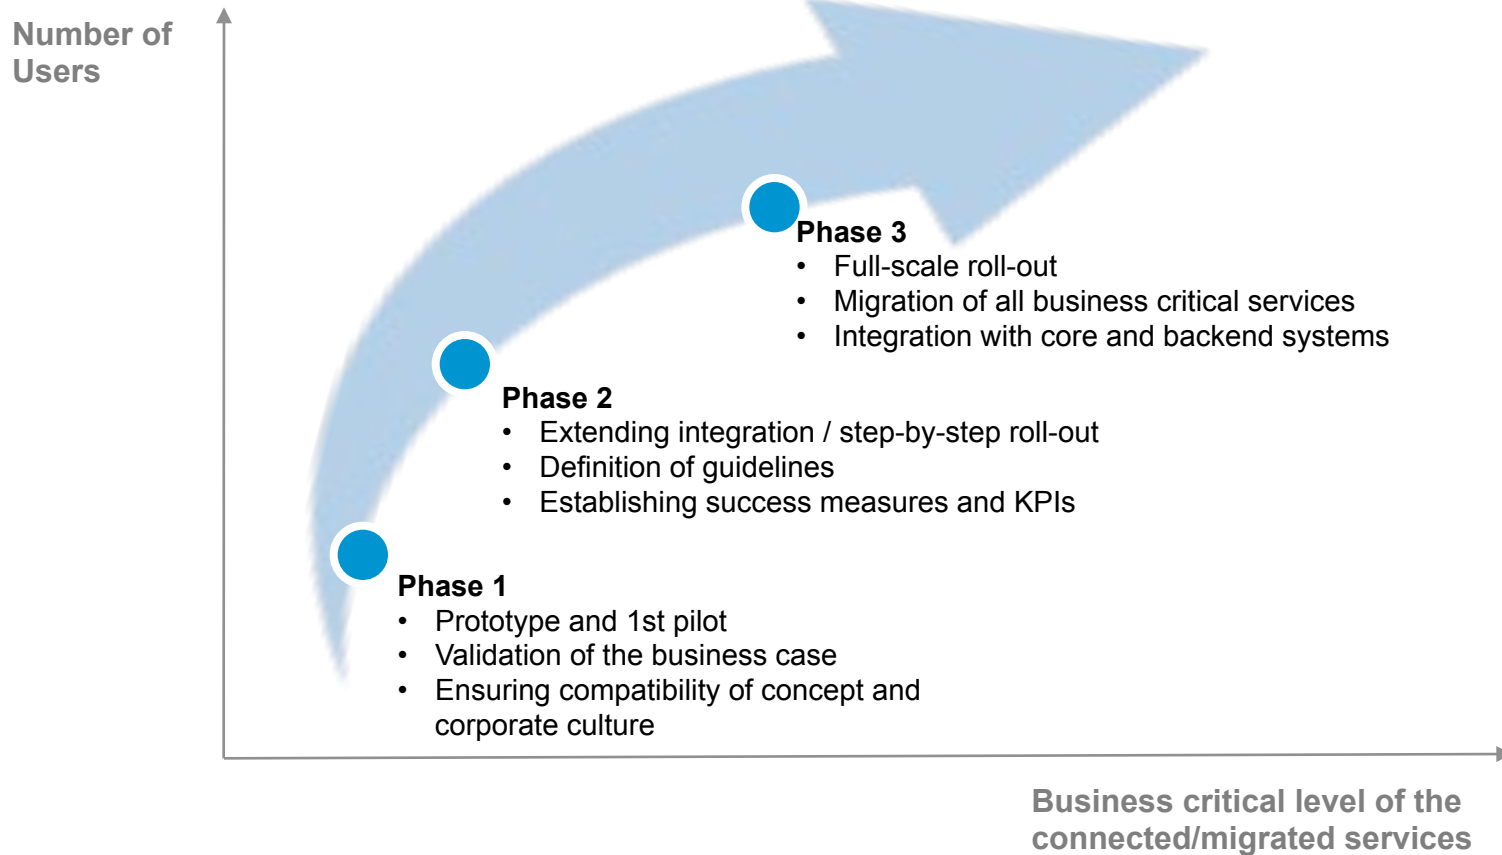 Number of
Users
Phase 3
• Full-scale roll-out
• Migration of all business critical services
• Integration with core and backend systems
Phase 2
• Extending integration / step-by-step roll-out
• Definition of guidelines
• Establishing success measures and KPIs
Phase 1
• Prototype and 1st pilot
• Validation of the business case
• Ensuring compatibility of concept and
corporate culture
Business critical level of the
connected/migrated services